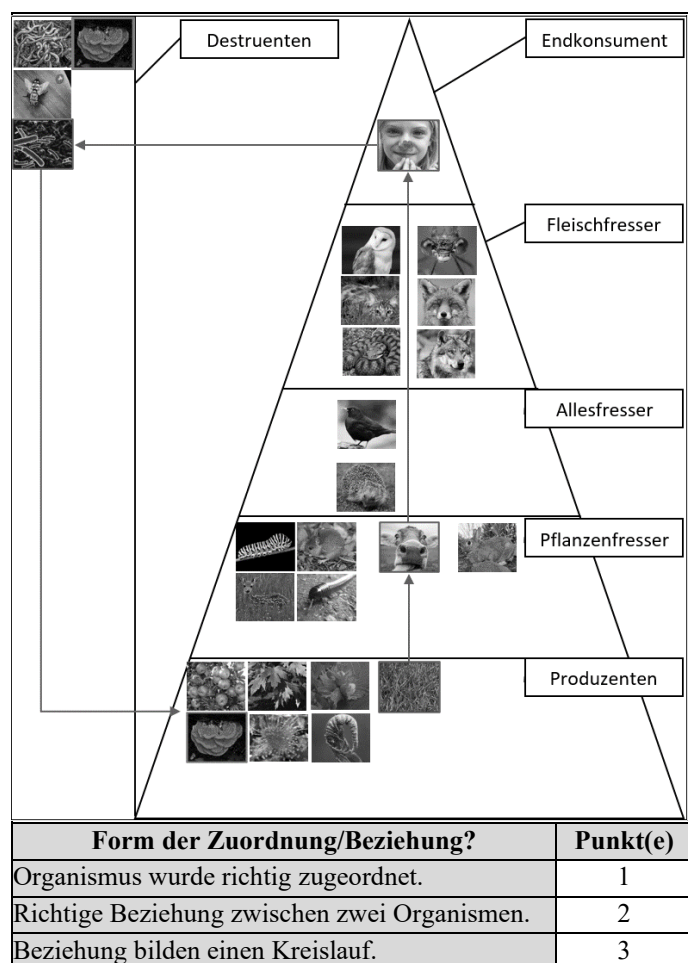 Destruenten
Endkonsument
Fleischfresser
Allesfresser
Pflanzenfresser
Produzenten
Form der Zuordnung/Beziehung?
Punkt(e)
Organismus wurde richtig zugeordnet.
1
Richtige Beziehung zwischen zwei Organismen.
2
Beziehung bilden einen Kreislauf.
3